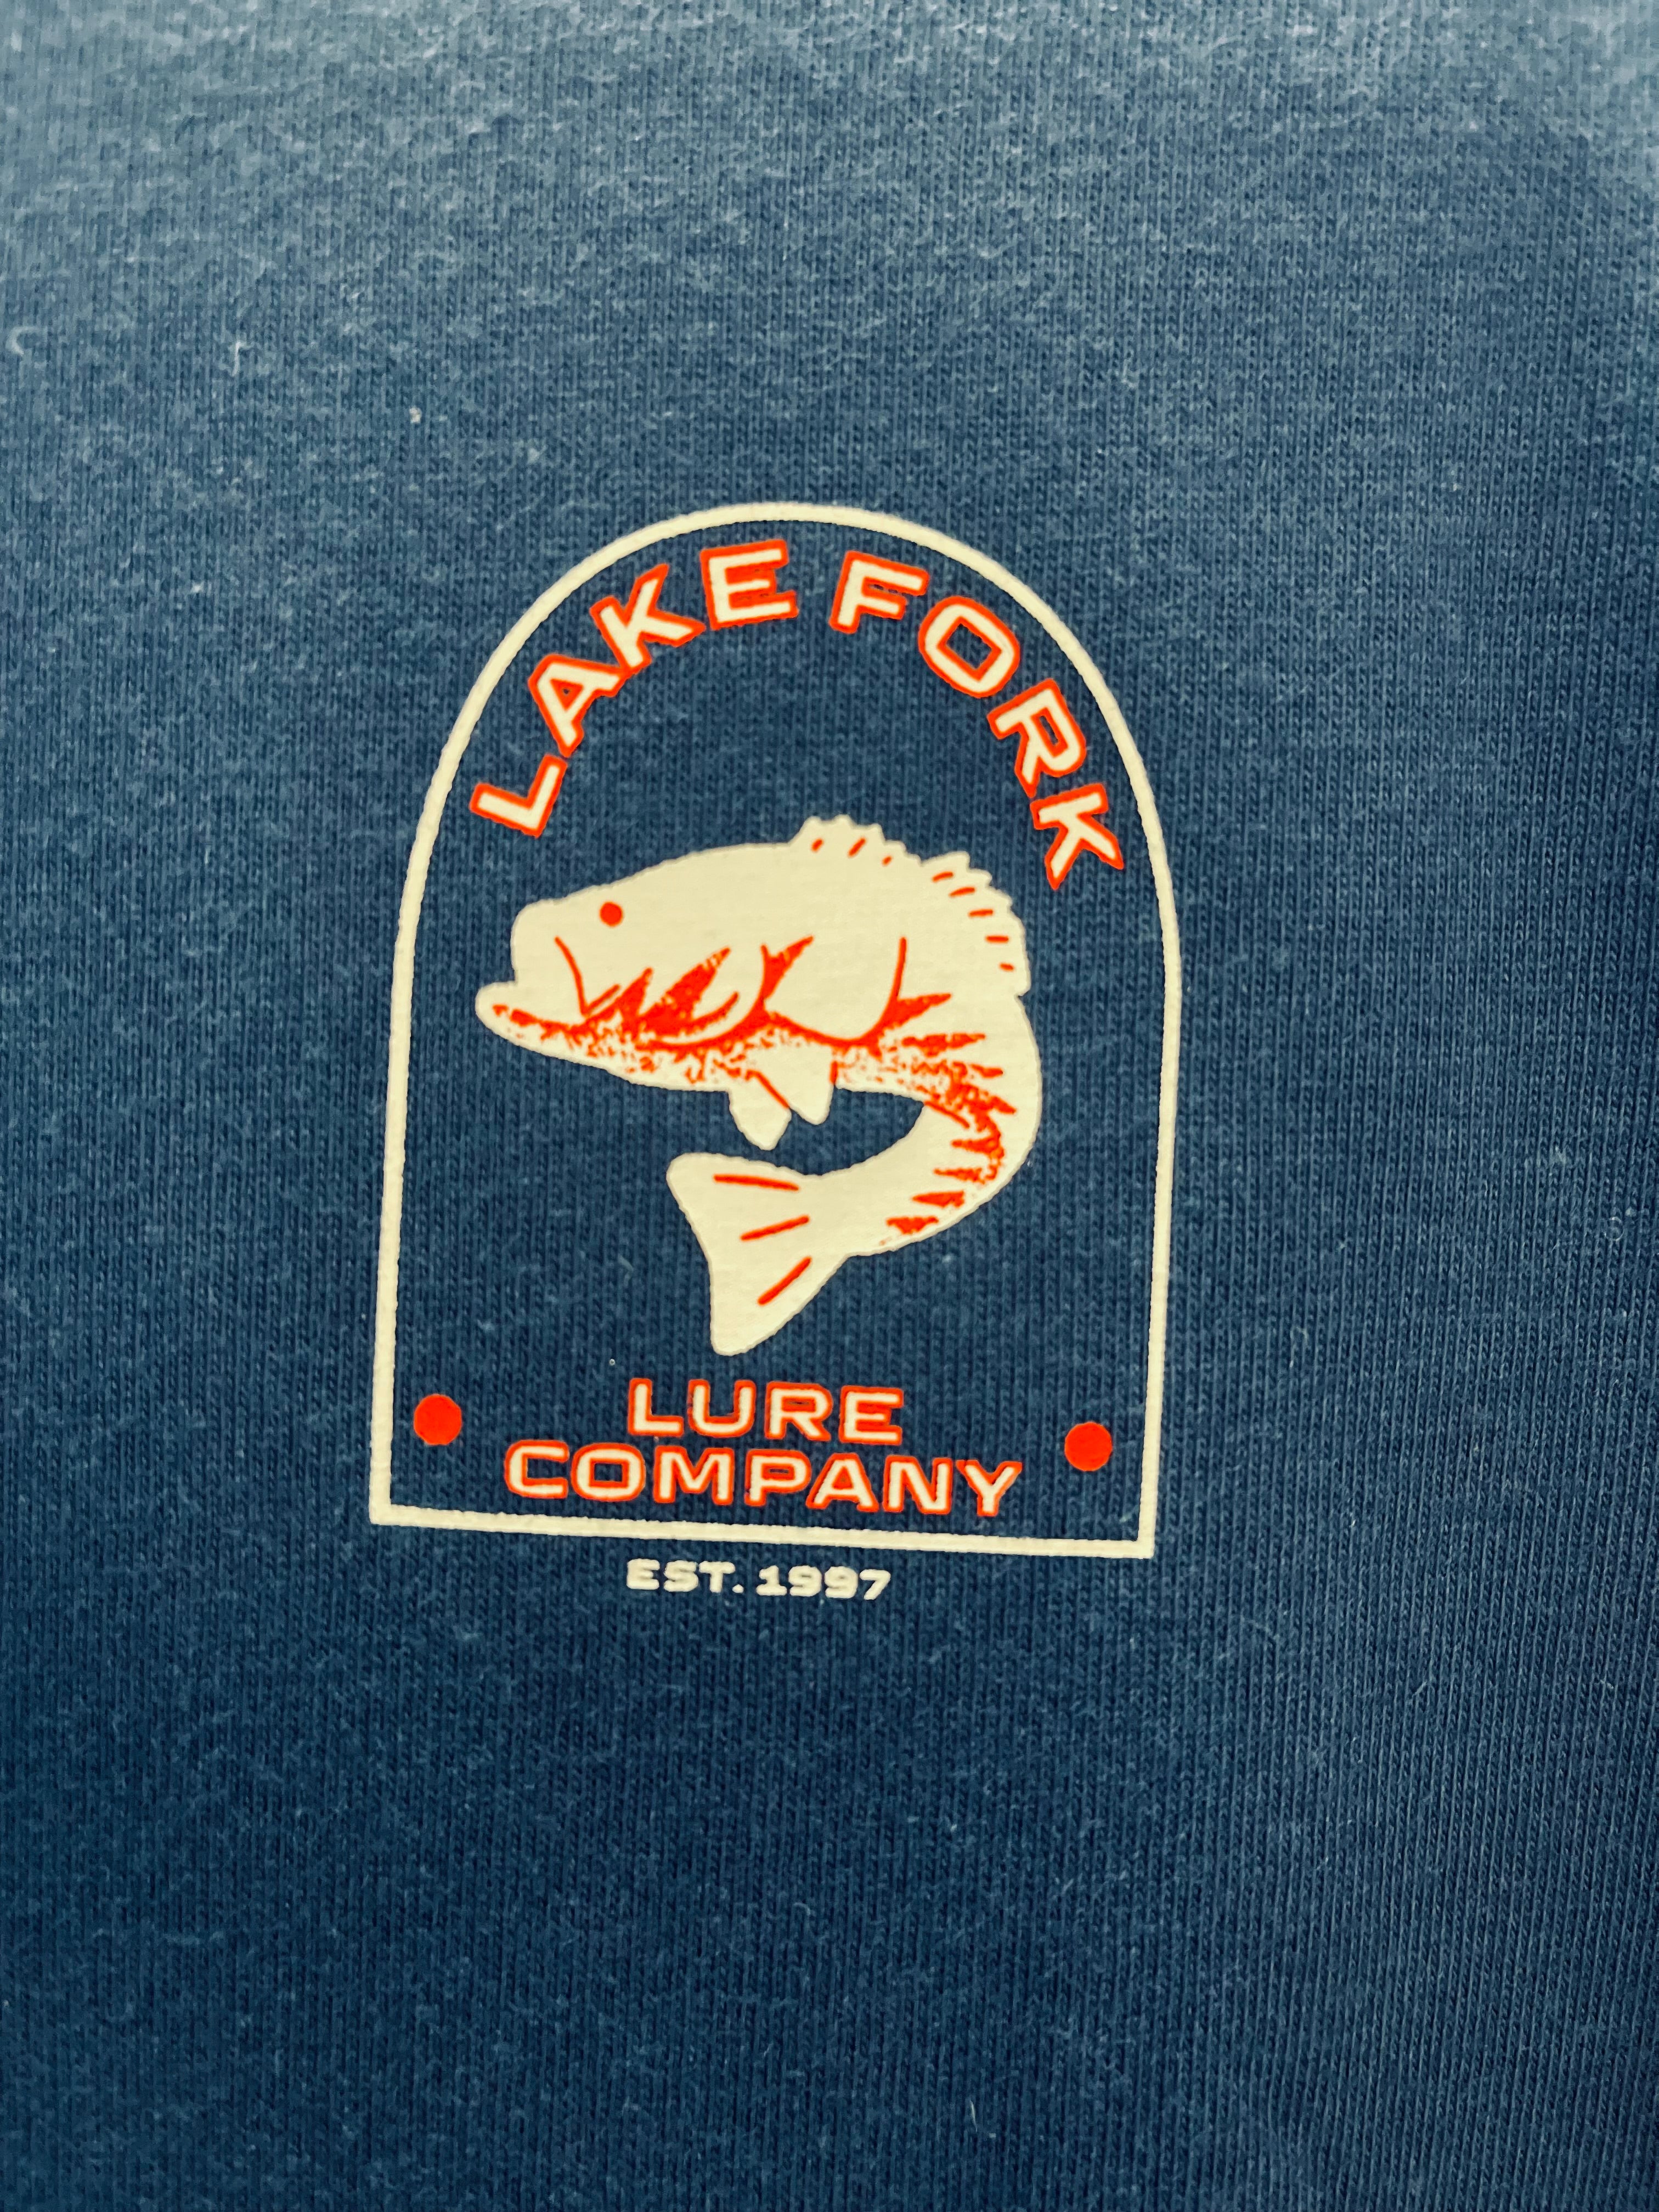 LAKE FORK
LURE
COMPANY
EST. 1997